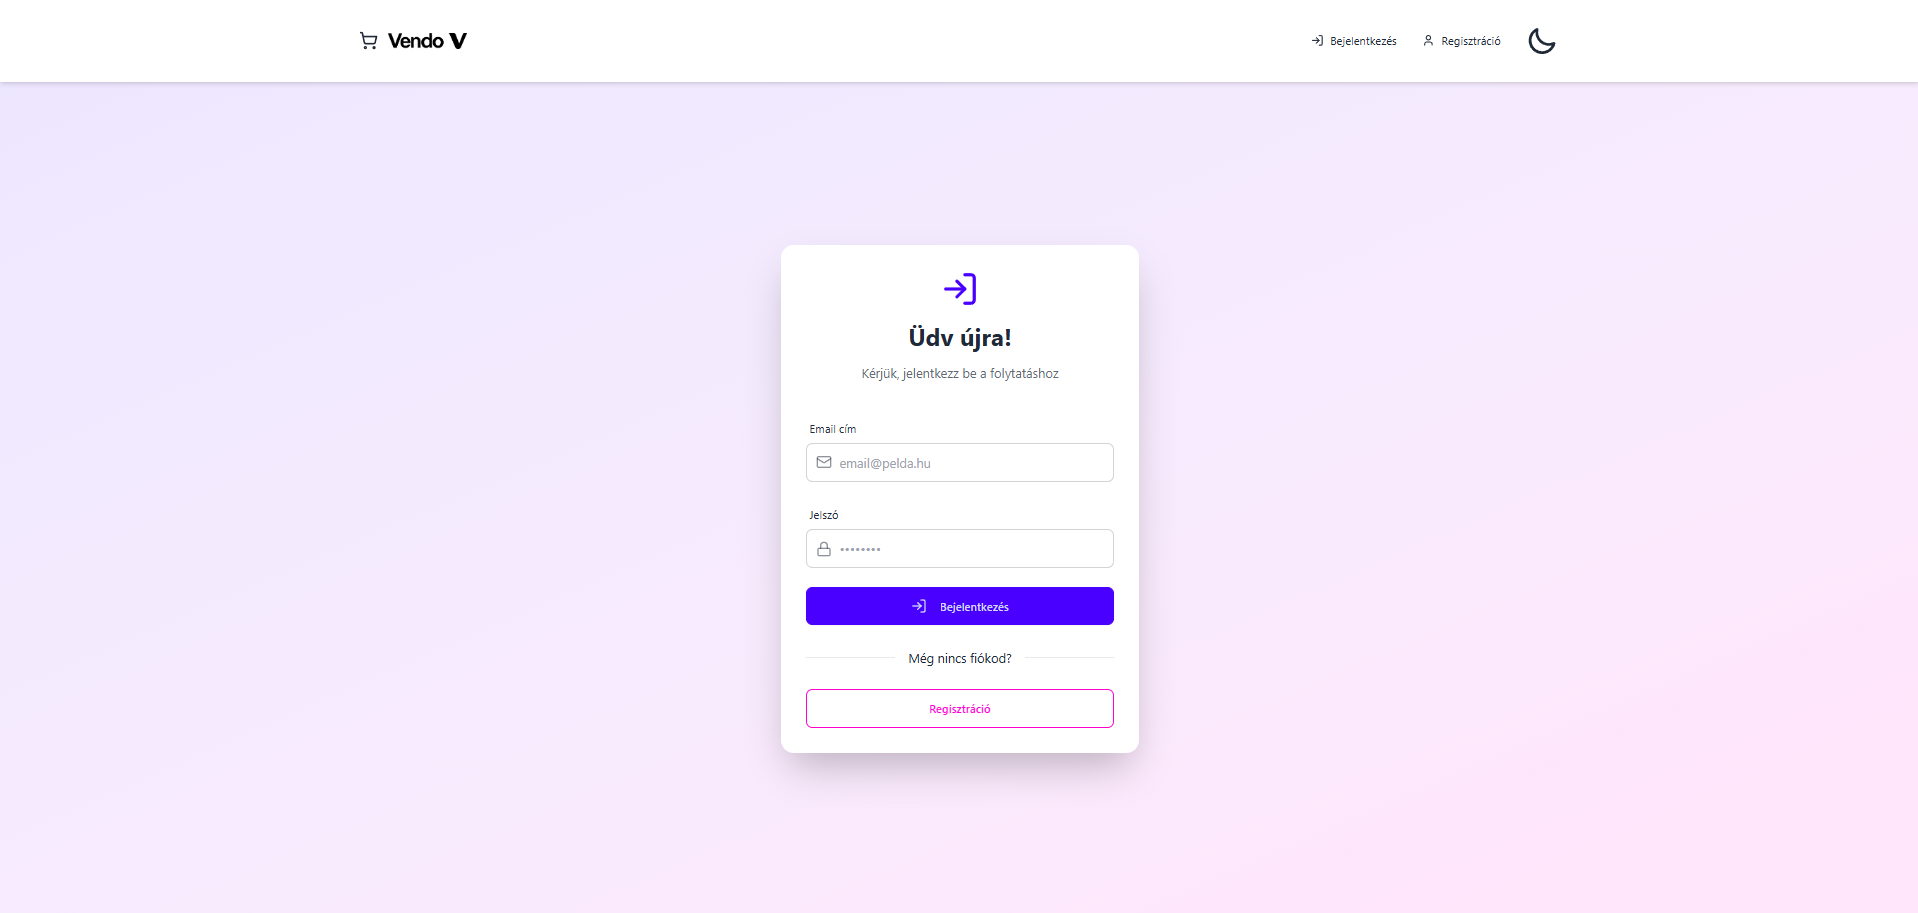 Vendo V
Bejelentkezés
Regisztráció
Üdv újra!
Kérjük, jelentkezz be a folytatáshoz
Email cím
email@pelda.hu
Jelszó
••••••••
Bejelentkezés
Még nincs fiókod?
Regisztráció